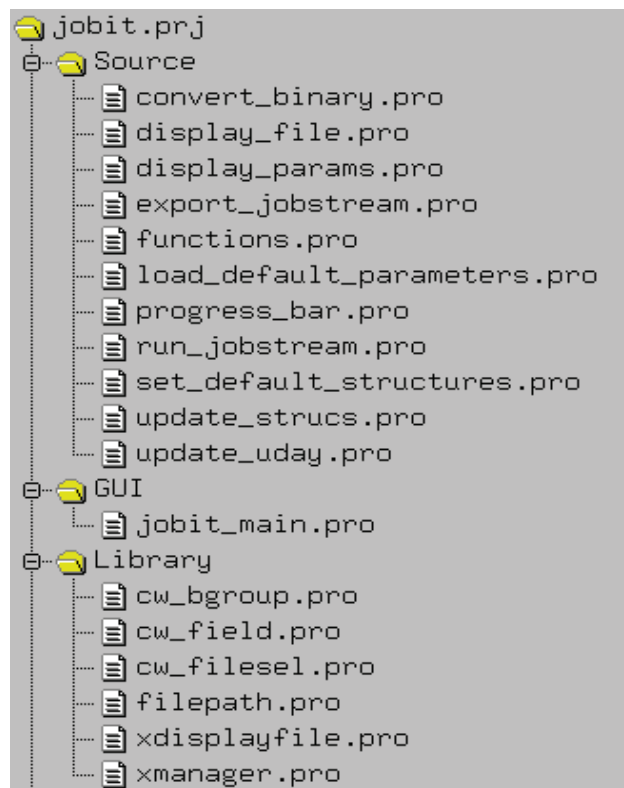 jobit.prj
Source
convert_binary.pro
display_file.pro
display_params.pro
export_jobstream.pro
functions.pro
load_default_parameters.pro
progress_bar.pro
run_jobstream.pro
set_default_structures.pro
update_strucs.pro
update_uday.pro
GUI
jobit_main.pro
Library
cw_bgroup.pro
cw_field.pro
cw_filesel.pro
filepath.pro
xdisplayfile.pro
xmanager.pro